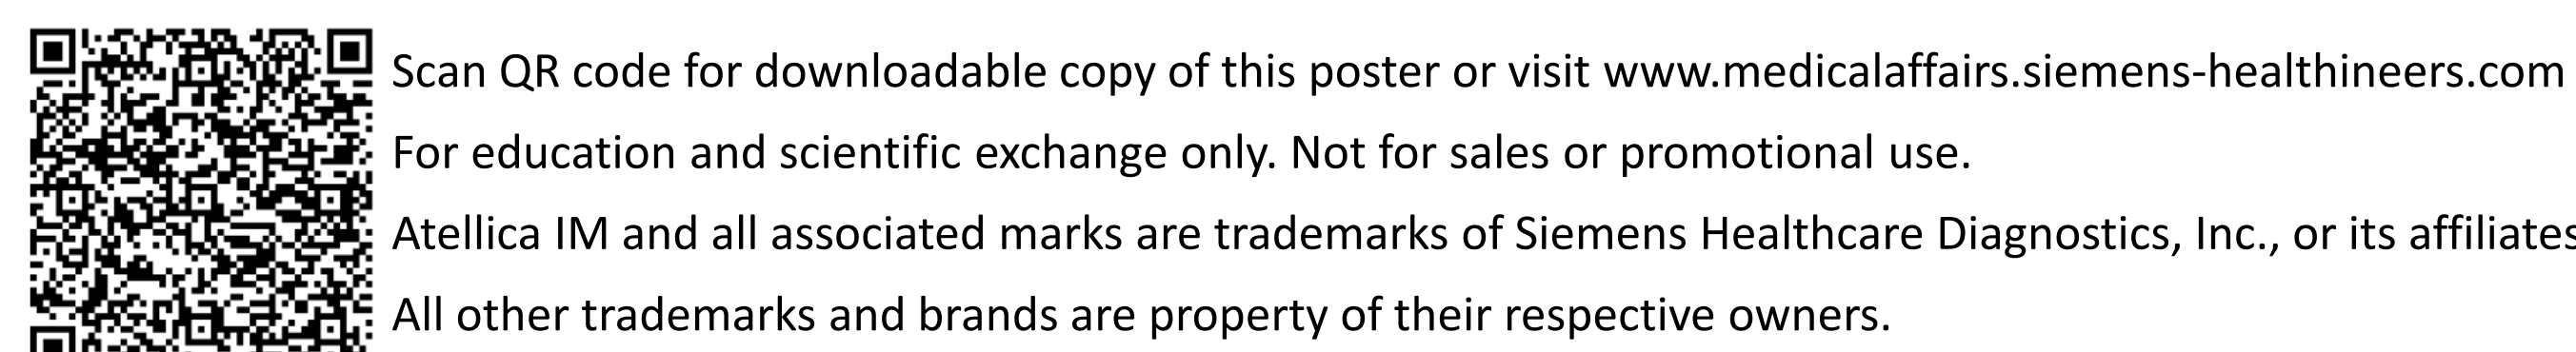 Scan QR code for downloadable copy of this poster or visit www.medicalaffairs.siemens-healthineers.com
For education and scientific exchange only. Not for sales or promotional use.
Atellica IM and all associated marks are trademarks of Siemens Healthcare Diagnostics, Inc., or its affiliates
All other trademarks and brands are property of their respective owners.